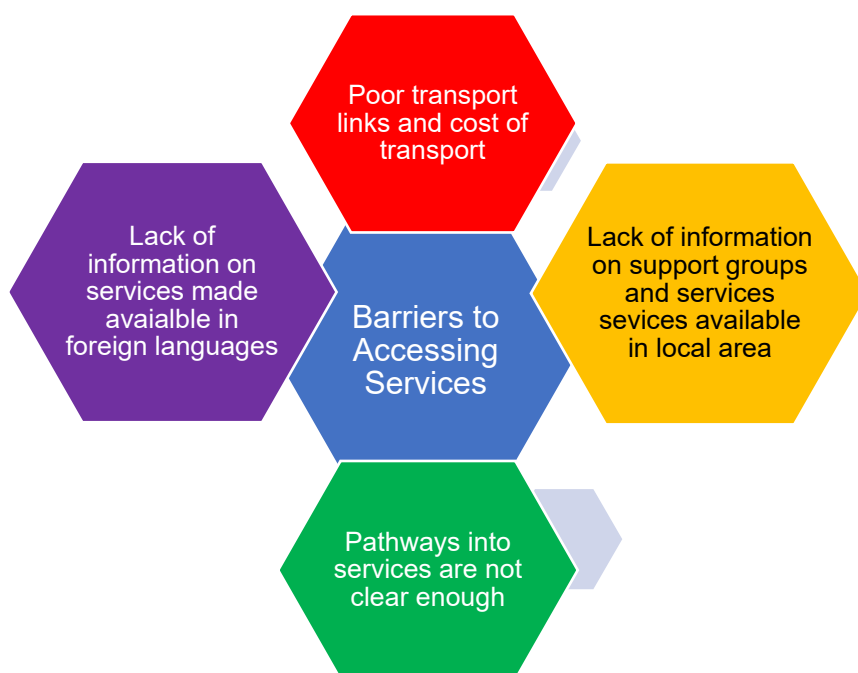 Poor transport
links and cost of
transport
Lack of
information on
services made
avaialble in
foreign languages
Barriers to
Accessing
Services
Lack of information
on support groups
and services
sevices available
in local area
Pathways into
services are not
clear enough